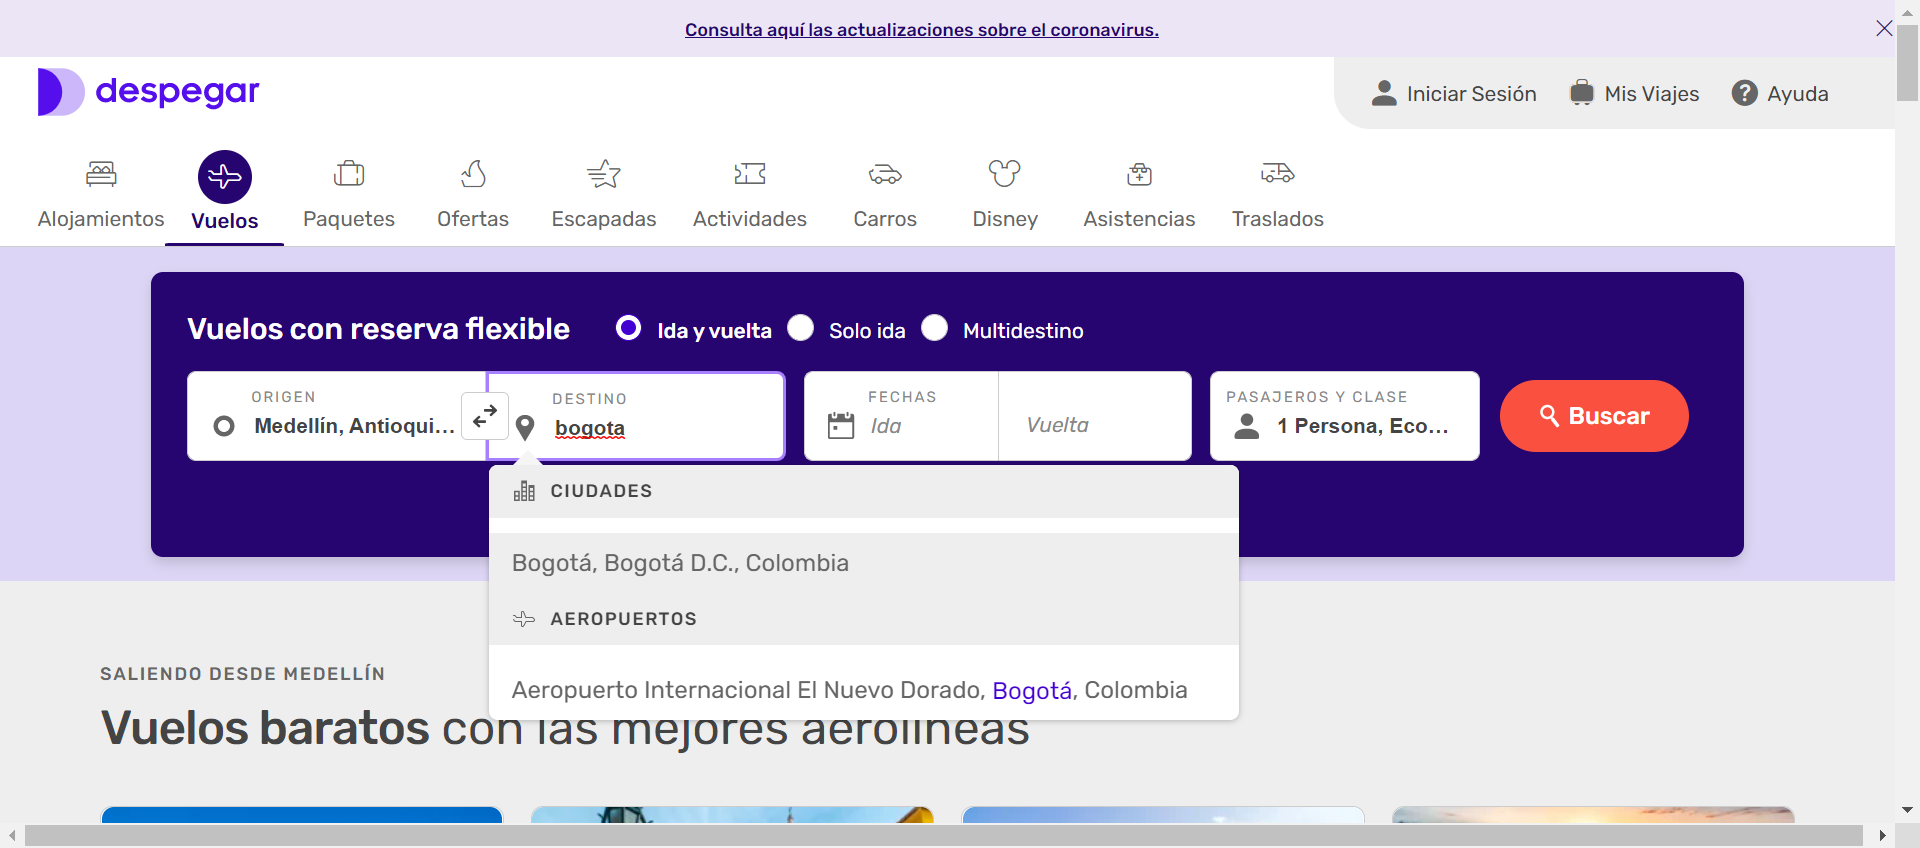 Consulta aquí las actualizaciones sobre el coronavirus.
despegar
Iniciar Sesión
Mis Viajes
Ayuda
Alojamientos
Vuelos
Paquetes
Ofertas
Escapadas
Actividades
Carros
Disney
Asistencias
Traslados
Vuelos con reserva flexible
Ida y vuelta
Solo ida
Multidestino
ORIGEN
Medellín, Antioqui...
DESTINO
bogota
FECHAS
Ida
Vuelta
PASAJEROS Y CLASE
1 Persona, Eco...
Buscar
CIUDADES
Bogotá, Bogotá D.C., Colombia
AEROPUERTOS
Aeropuerto Internacional El Nuevo Dorado, Bogotá, Colombia
SALIENDO DESDE MEDELLÍN
Vuelos baratos con las mejores aerolíneas